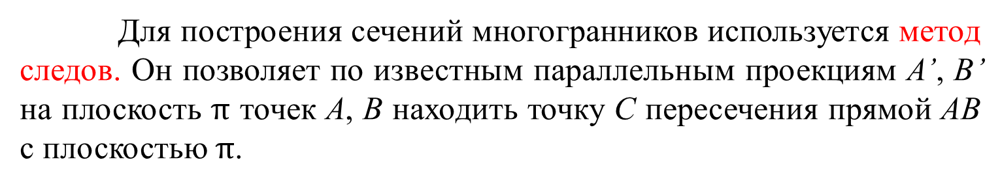 Для построения сечений многогранников используется метод
следов. Он позволяет по известным параллельным проекциям A’, B’
на плоскость π точек A, B находить точку C пересечения прямой AB
с плоскостью π.